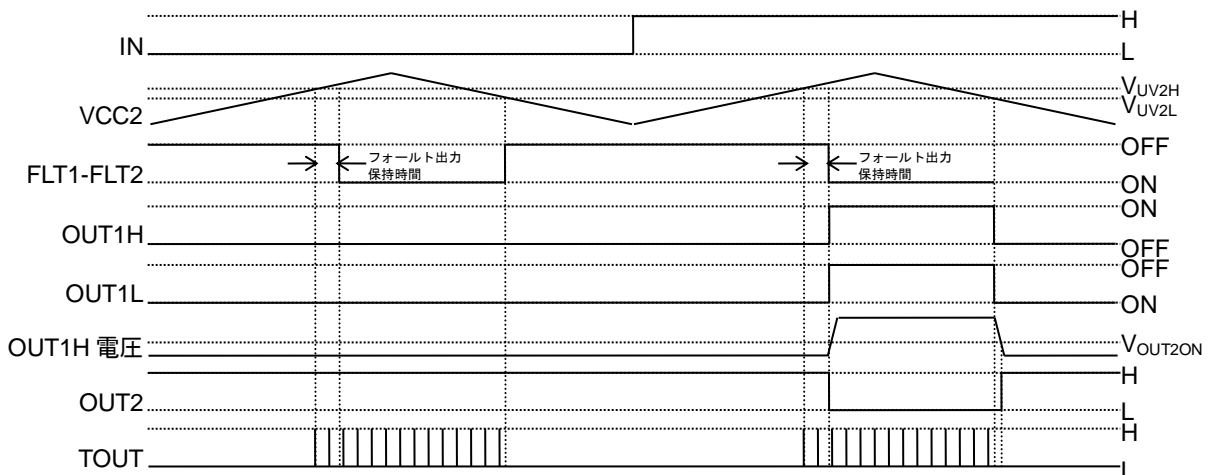 IN
H
L
VCC2
VUV2H
VUV2L
FLT1-FLT2
フォールト出力
保持時間
フォールト出力
保持時間
OFF
ON
OUT1H
ON
OFF
OUT1L
OFF
ON
OUT1H 電圧
VOUT2ON
OUT2
H
L
TOUT
H
L